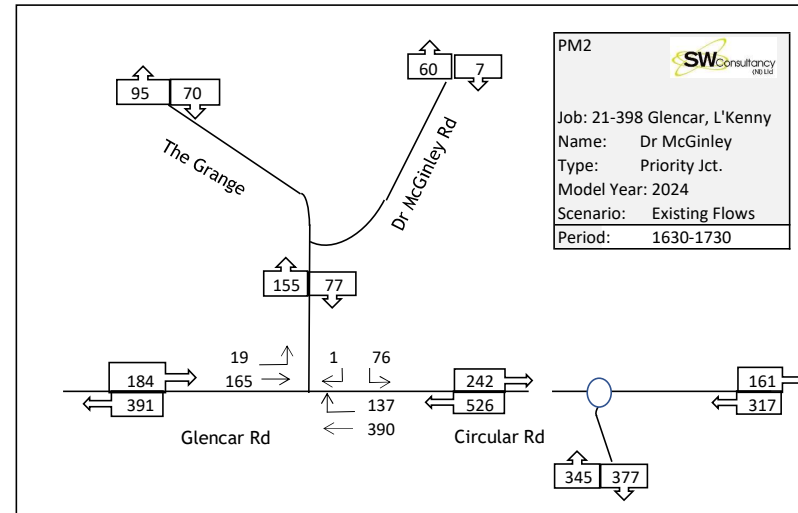 PM2
SW Consultancy
(NI) Ltd
Job: 21-398 Glencar, L'Kenny
Name: Dr McGinley
Type: Priority Jct.
Model Year: 2024
Scenario: Existing Flows
Period: 1630-1730
60 7
95 70
The Grange
Dr McGinley Rd
155 77
19 1 76
184 165 242 161
391 137 526 317
390
Glencar Rd Circular Rd
345 377